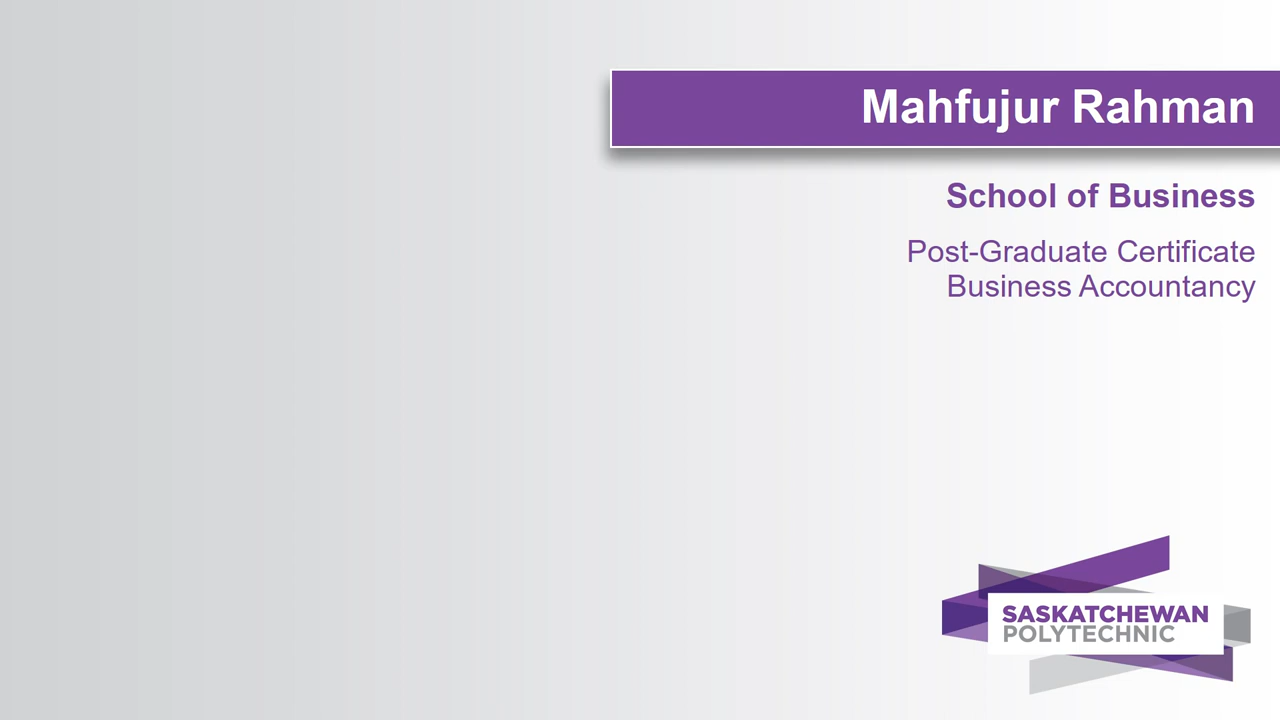 Mahfujur Rahman
School of Business
Post-Graduate Certificate
Business Accountancy
SASKATCHEWAN
POLYTECHNIC